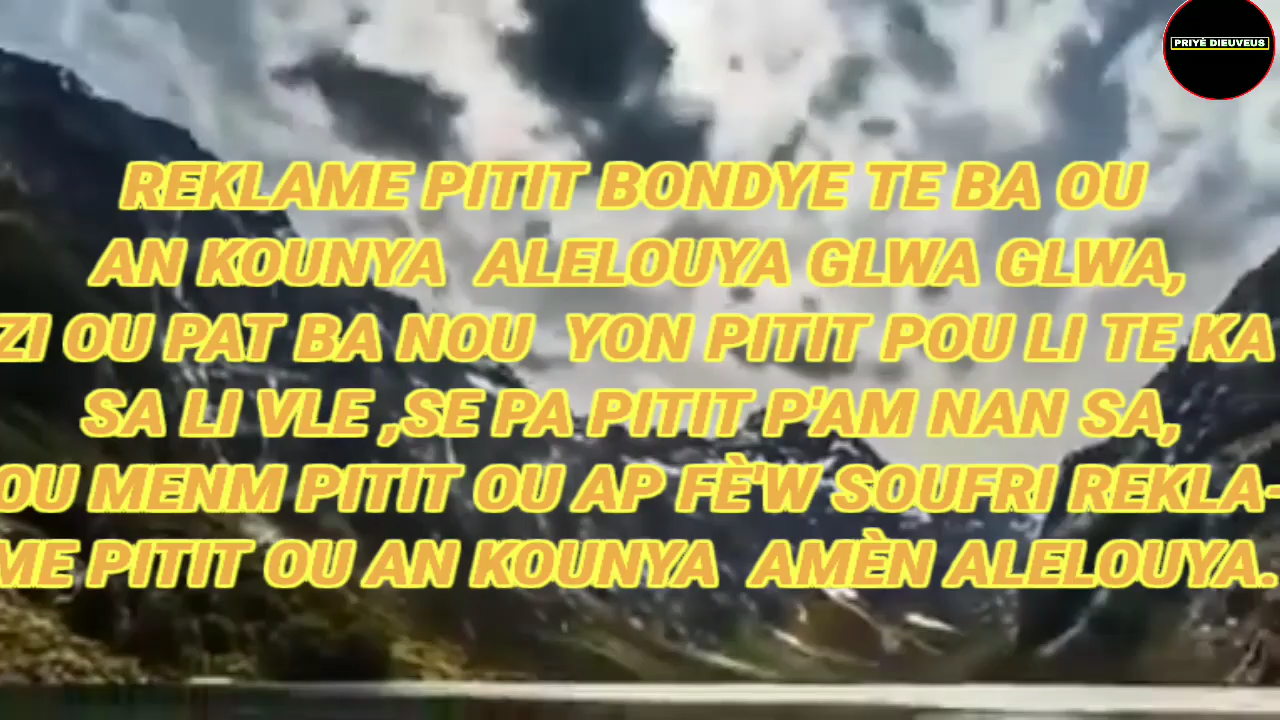 PRIYÈ DIEUVEUS
REKLAME PITIT BONDYE TE BA OU
AN KOUNYA ALELOUYA GLWA GLWA,
ZI OU PAT BA NOU YON PITIT POU LI TE KA
SA LI VLE ,SE PA PITIT P'AM NAN SA,
OU MENM PITIT OU AP FÈ'W SOUFRI REKLA-
ME PITIT OU AN KOUNYA AMÈN ALELOUYA.